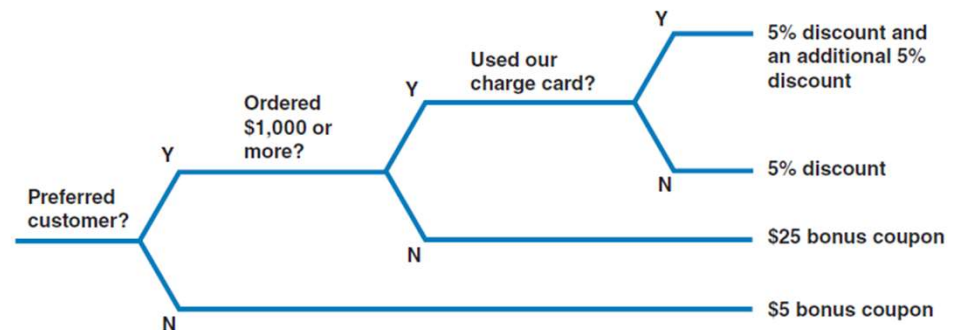 Y
5% discount and
an additional 5%
discount
Used our
charge card?
Y
Ordered
$1,000 or
more?
Y
5% discount
N
Preferred
customer?
$25 bonus coupon
N
$5 bonus coupon
N